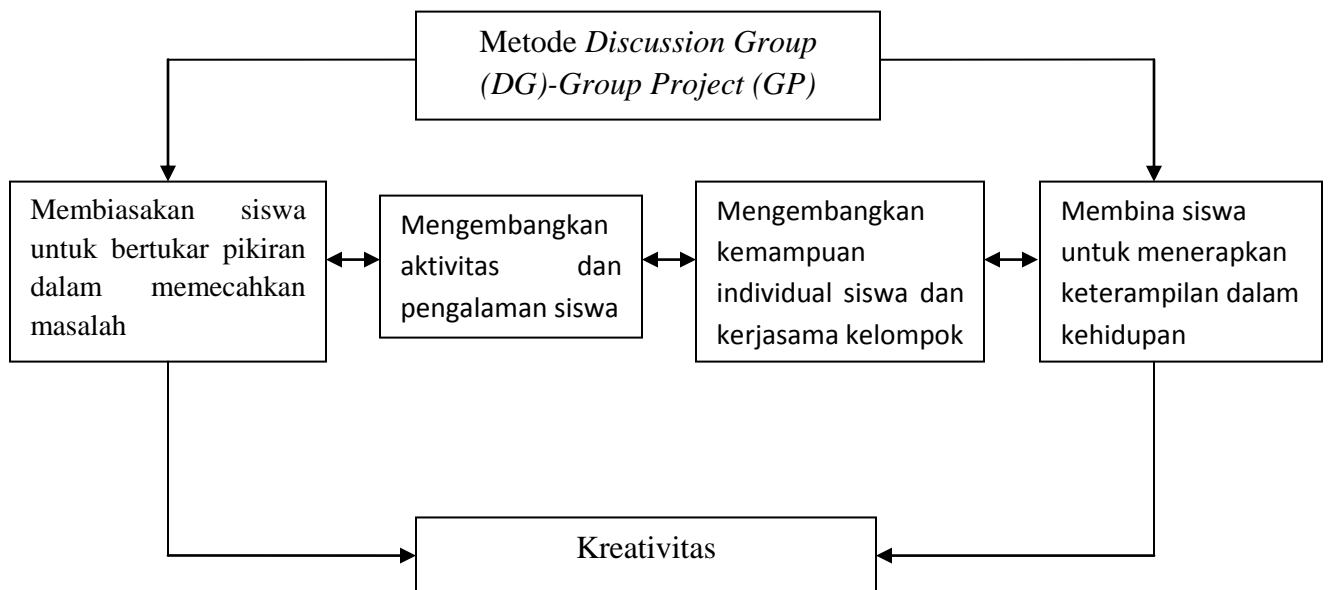 Metode Discussion Group
(DG)-Group Project (GP)
Membiasakan siswa
untuk bertukar pikiran
dalam memecahkan
masalah
Mengembangkan
aktivitas dan
pengalaman siswa
Mengembangkan
kemampuan
individual siswa dan
kerjasama kelompok
Membina siswa
untuk menerapkan
keterampilan dalam
kehidupan
Kreativitas